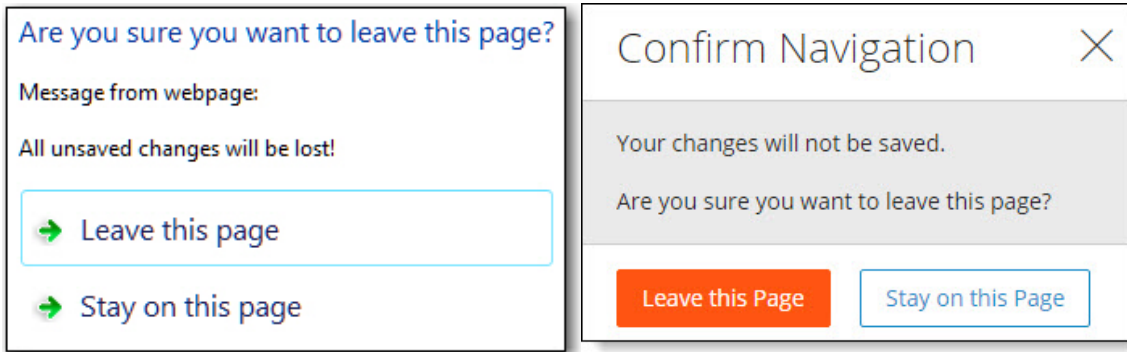 Are you sure you want to leave this page?
Message from webpage:
All unsaved changes will be lost!
Leave this page
Stay on this page
Confirm Navigation
Your changes will not be saved.
Are you sure you want to leave this page?
Leave this Page
Stay on this Page